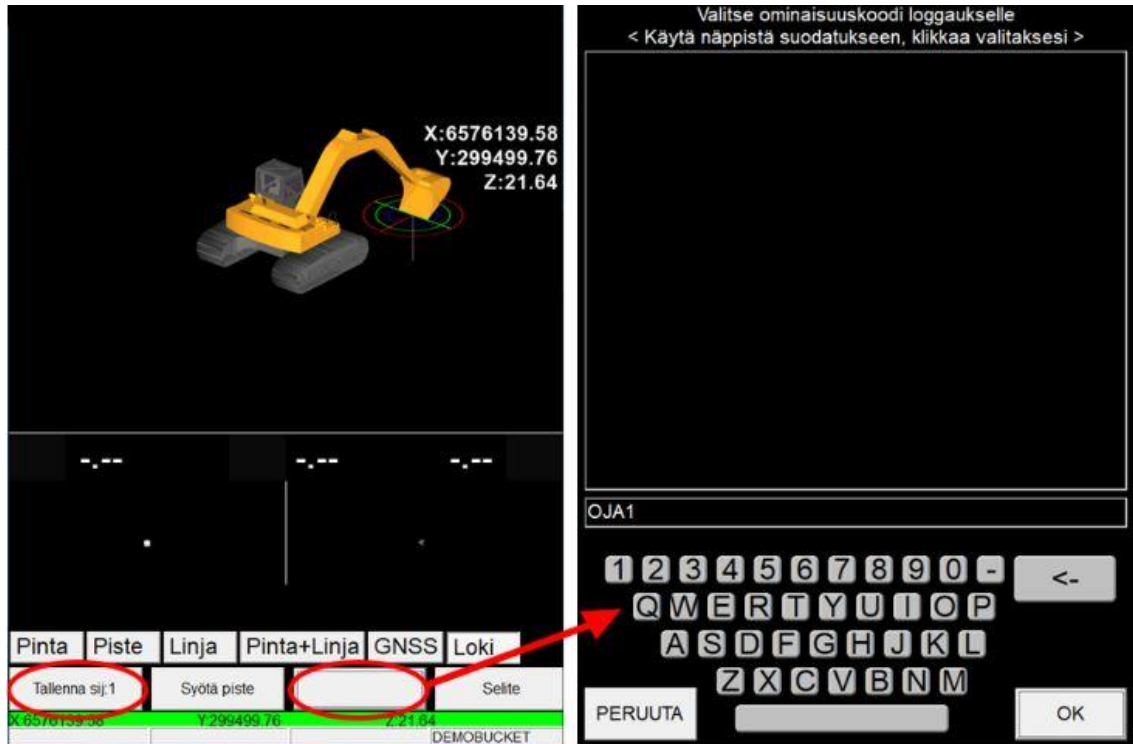 X:6576139.58
Y:299499.76
Z:21.64
-.-- -.-- -.--
Pinta Piste Linja Pinta+Linja GNSS Loki
Tallenna sij:1 Syötä piste Selite
X:6576139.58 Y:299499.76 Z:21.64
DEMOBUCKET
Valitse ominaisuuskoodi loggaukselle
< Käytä näppistä suodatukseen, klikkaa valitaksesi >
OJA1
1 2 3 4 5 6 7 8 9 0 - <-
Q W E R T Y U I O P
A S D F G H J K L
Z X C V B N M
PERUUTA OK